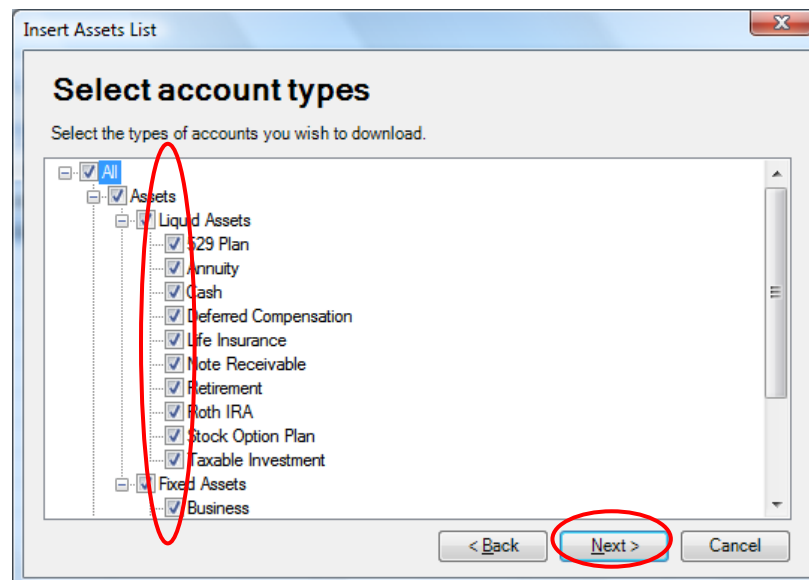 Insert Assets List
Select account types
Select the types of accounts you wish to download.
All
Assets
Liquid Assets
529 Plan
Annuity
Cash
Deferred Compensation
Life Insurance
Note Receivable
Retirement
Roth IRA
Stock Option Plan
Taxable Investment
Fixed Assets
Business
< Back Next > Cancel